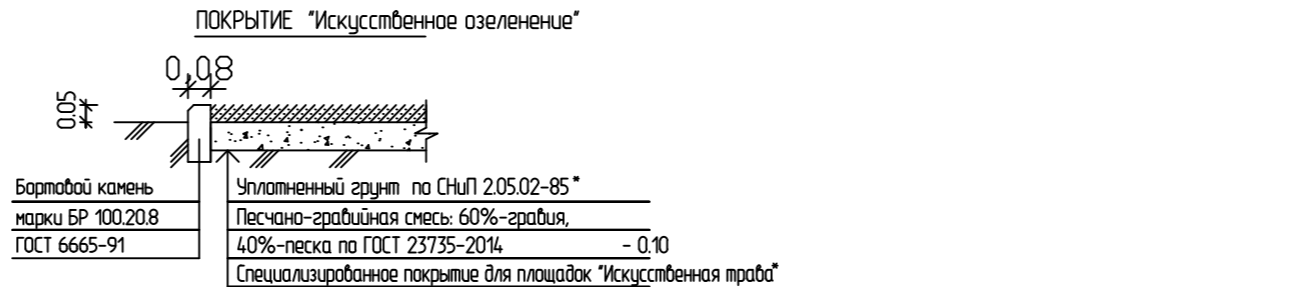 ПОКРЫТИЕ "Искусственное озеленение"
0,08
0.05
Бортовой камень
марки БР 100.20.8
ГОСТ 6665-91
Уплотненный грунт по СНиП 2.05.02-85*
Песчано-гравийная смесь: 60%-гравия,
40%-песка по ГОСТ 23735-2014 - 0.10
Специализированное покрытие для площадок "Искусственная трава"